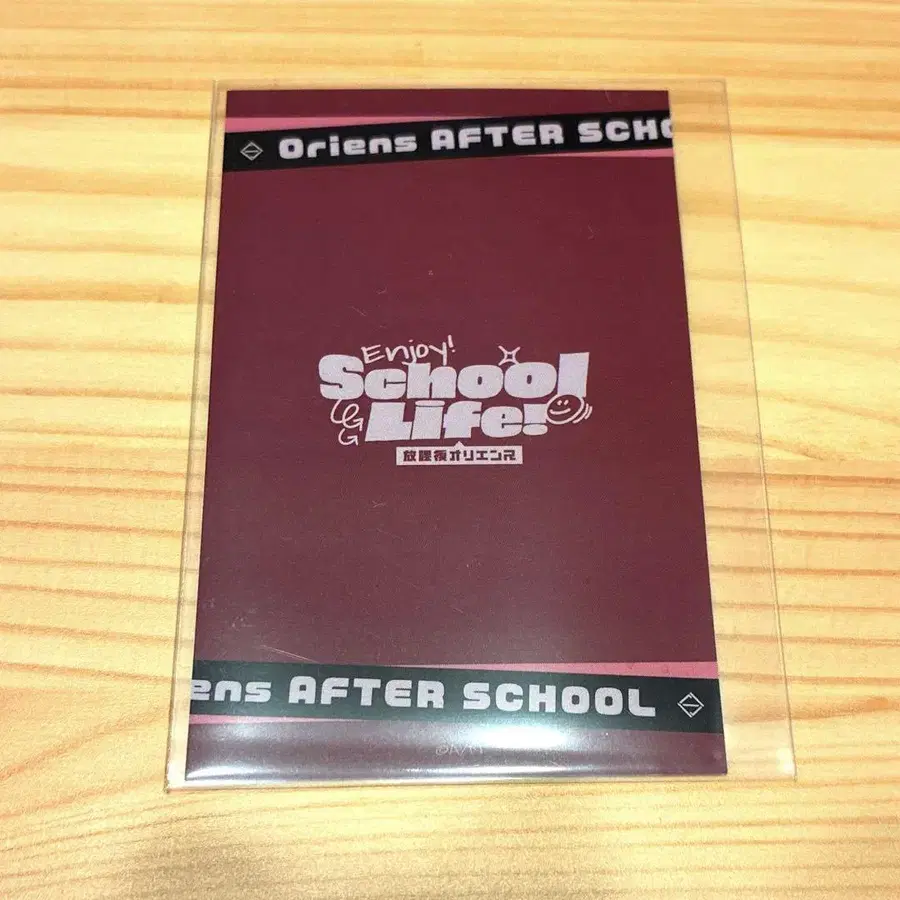 Oriens AFTER SCHO
Enjoy!
School
Life!
放課後オリエンス
ens AFTER SCHOOL